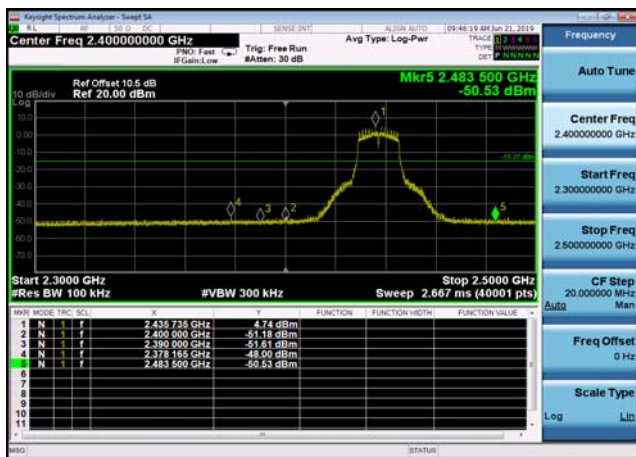 Keysight Spectrum Analyzer - Swept SA
RL RF 50 Ω DC SENSE:INT ALIGN AUTO 09:46:19 AM Jun 21, 2019
Center Freq 2.400000000 GHz
PNO: Fast
IFGain:Low
Trig: Free Run
#Atten: 30 dB
Avg Type: Log-Pwr
TRACE 1 2 3 4 5 6
TYPE
DET P N N N N N
Frequency
Ref Offset 10.5 dB
10 dB/div Ref 20.00 dBm
Log
Mkr5 2.483 500 GHz
-50.53 dBm
10.0
0.00
-10.0
-20.0
-30.0
-40.0
-50.0
-60.0
-70.0
1
-15.27 dBm
4
3
2
5
Start 2.3000 GHz Stop 2.5000 GHz
#Res BW 100 kHz #VBW 300 kHz Sweep 2.667 ms (40001 pts)
MKR MODE TRC SCL X Y FUNCTION FUNCTION WIDTH FUNCTION VALUE
1 N 1 f 2.435 735 GHz 4.74 dBm
2 N 1 f 2.400 000 GHz -51.18 dBm
3 N 1 f 2.390 000 GHz -51.61 dBm
4 N 1 f 2.378 165 GHz -48.00 dBm
5 N 1 f 2.483 500 GHz -50.53 dBm
6
7
8
9
10
11
MSG STATUS
Auto Tune
Center Freq
2.400000000 GHz
Start Freq
2.300000000 GHz
Stop Freq
2.500000000 GHz
CF Step
20.000000 MHz
Auto Man
Freq Offset
0 Hz
Scale Type
Log Lin